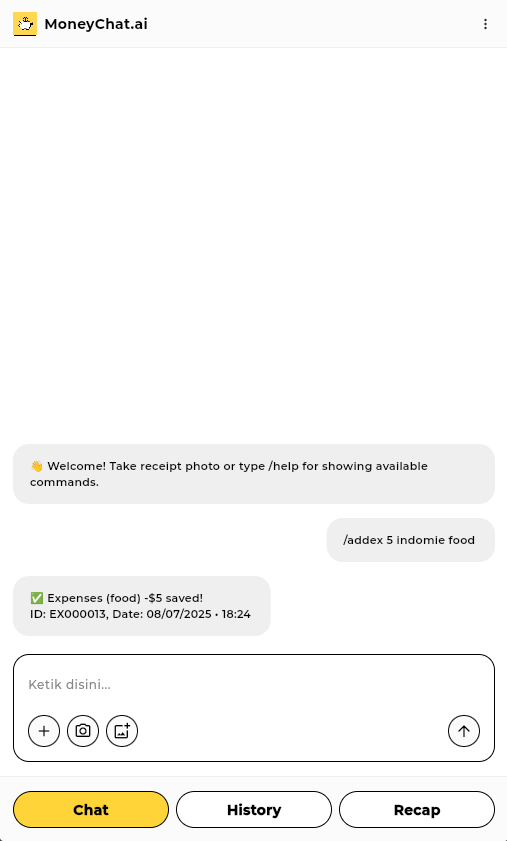 MoneyChat.ai
👋 Welcome! Take receipt photo or type /help for showing available
commands.
/addex 5 indomie food
✅ Expenses (food) -$5 saved!
ID: EX000013, Date: 08/07/2025 • 18:24
Ketik disini...
Chat
History
Recap